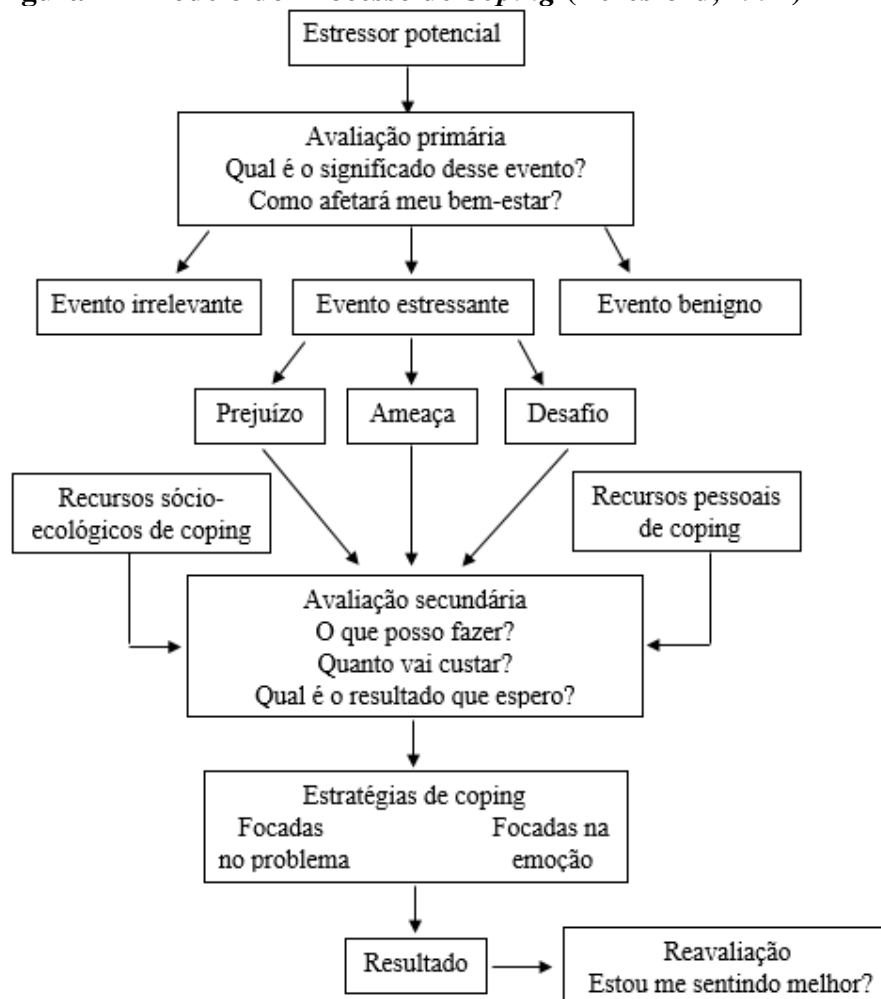 Estressor potencial
Avaliação primária
Qual é o significado desse evento?
Como afetará meu bem-estar?
Evento irrelevante
Evento estressante
Evento benigno
Prejuízo
Ameaça
Desafio
Recursos sócio-
ecológicos de coping
Recursos pessoais
de coping
Avaliação secundária
O que posso fazer?
Quanto vai custar?
Qual é o resultado que espero?
Estratégias de coping
Focadas
no problema
Focadas na
emoção
Resultado
Reavaliação
Estou me sentindo melhor?